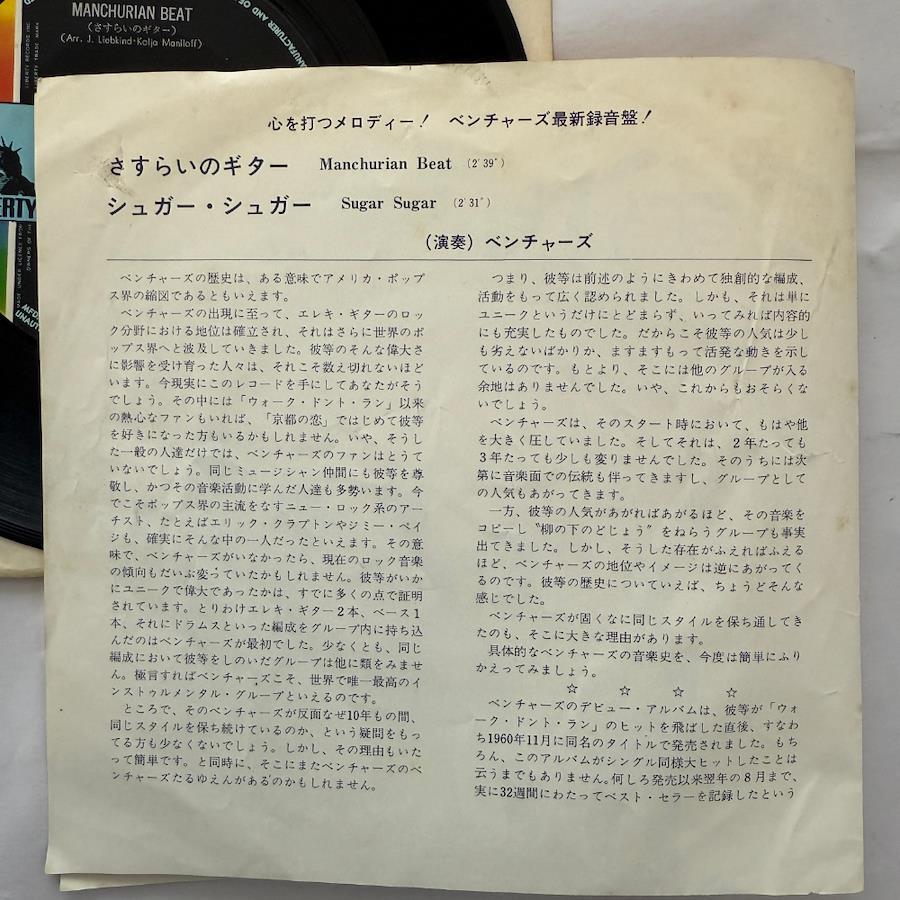 MANCHURIAN BEAT
(さすらいのギター)
(Arr. J. Liebkind-Kalja Maniloff)
心を打つメロディー! ベンチャーズ最新録音盤!
さすらいのギター Manchurian Beat (2'39")
シュガー・シュガー Sugar Sugar (2'31")
(演奏) ベンチャーズ
ベンチャーズの歴史は、ある意味でアメリカ・ポップ
ス界の縮図であるともいえます。
ベンチャーズの出現に至って、エレキ・ギターのロッ
ク分野における地位は確立され、それはさらに世界のポ
ップス界へと波及していきました。彼等のそんな偉大さ
に影響を受け育った人々は、それこそ数え切れないほど
います。今現実にこのレコードを手にしてあなたがそう
でしょう。その中には「ウォーク・ドント・ラン」以来
の熱心なファンもいれば、「京都の恋」ではじめて彼等
を好きになった方もいるかもしれません。いや、そうし
た一般の人達だけでは、ベンチャーズのファンはとうて
いないでしょう。同じミュージシャン仲間にも彼等を尊
敬し、かつその音楽活動に学んだ人達も多勢います。今
でこそポップス界の主流をなすニュー・ロック系のアー
チスト、たとえばエリック・クラプトンやジミー・ペイ
ジも、確実にそんな中の一人だったといえます。その意
味で、ベンチャーズがいなかったら、現在のロック音楽
の傾向もだいぶ変っていたかもしれません。彼等がいか
にユニークで偉大であったかは、すでに多くの点で証明
されています。とりわけエレキ・ギター2本、ベース1
本、それにドラムスといった編成をグループ内に持ち込
んだのはベンチャーズが最初でした。少なくとも、同じ
編成において彼等をしのいだグループは他に類をみませ
ん。極言すればベンチャーズこそ、世界で唯一最高のイ
ンストゥルメンタル・グループといえるのです。
ところで、そのベンチャーズが反面なぜ10年もの間、
同じスタイルを保ち続けているのか、という疑問をもっ
てる方も少なくないでしょう。しかし、その理由もいた
って簡単です。と同時に、そこにまたベンチャーズのベ
ンチャーズたるゆえんがあるのかもしれません。
つまり、彼等は前述のようにきわめて独創的な編成、
活動をもって広く認められました。しかも、それは単に
ユニークというだけにとどまらず、いってみれば内容的
にも充実したものでした。だからこそ彼等の人気は少し
も劣えないばかりか、ますますもって活発な動きを示し
ているのです。もとより、そこには他のグループが入る
余地はありませんでした。いや、これからもおそらくな
いでしょう。
ベンチャーズは、そのスタート時において、もはや他
を大きく圧していました。そしてそれは、2年たっても
3年たっても少しも変りませんでした。そのうちには次
第に音楽面での伝統も伴ってきますし、グループとして
の人気もあがってきます。
一方、彼等の人気があがればあがるほど、その音楽を
コピーし〝柳の下のどじょう〟をねらうグループも事実
出てきました。しかし、そうした存在がふえればふえる
ほど、ベンチャーズの地位やイメージは逆にあがってく
るのです。彼等の歴史についていえば、ちょうどそんな
感じでした。
ベンチャーズが固くなに同じスタイルを保ち通してき
たのも、そこに大きな理由があります。
具体的なベンチャーズの音楽史を、今度は簡単にふり
かえってみましょう。
☆ ☆ ☆ ☆
ベンチャーズのデビュー・アルバムは、彼等が「ウォ
ーク・ドント・ラン」のヒットを飛ばした直後、すなわ
ち1960年11月に同名のタイトルで発売されました。もち
ろん、このアルバムがシングル同様大ヒットしたことは
云うまでもありません。何しろ発売以来翌年の8月まで、
実に32週間にわたってベスト・セラーを記録したという